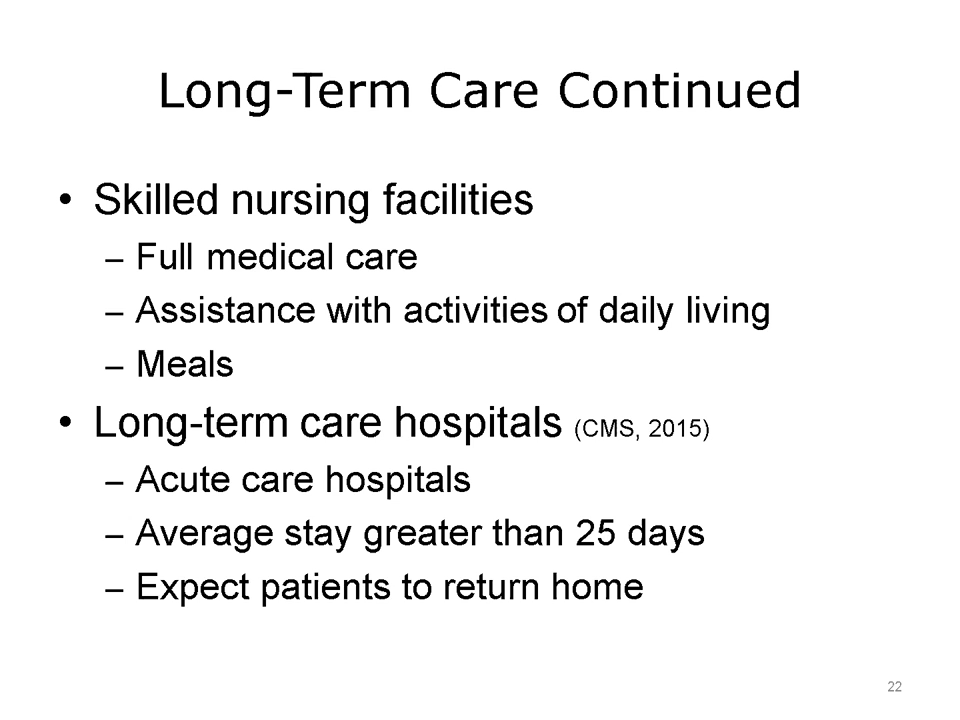 Long-Term Care Continued
• Skilled nursing facilities
– Full medical care
– Assistance with activities of daily living
– Meals
• Long-term care hospitals (CMS, 2015)
– Acute care hospitals
– Average stay greater than 25 days
– Expect patients to return home
22